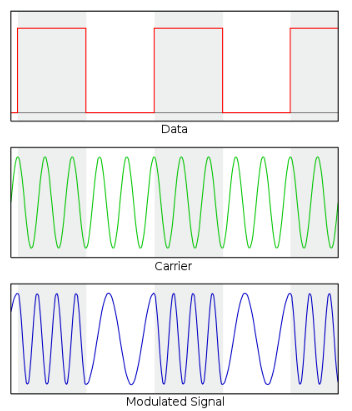 Data
Carrier
Modulated Signal